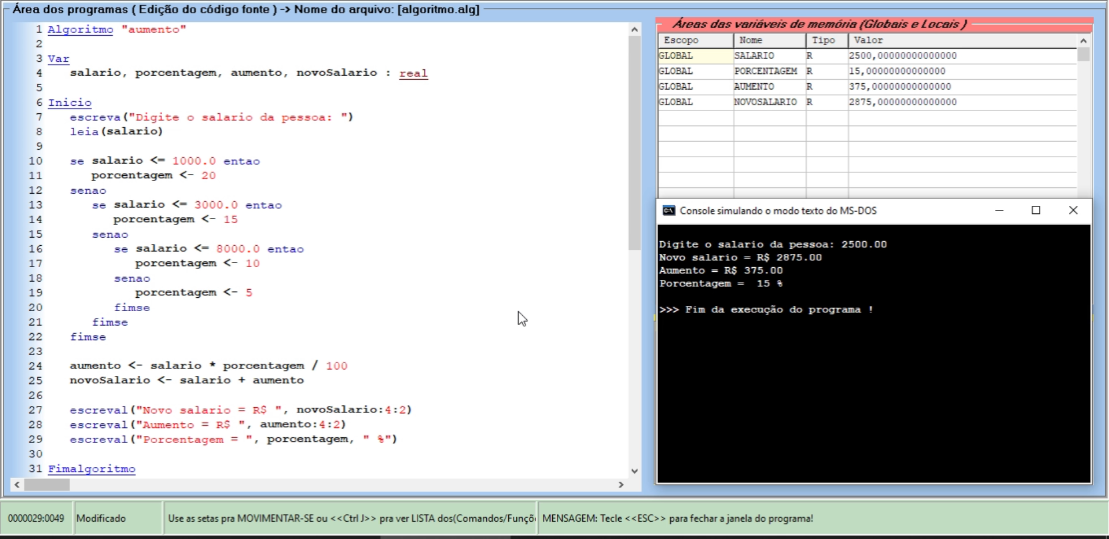 Área dos programas ( Edição do código fonte ) -> Nome do arquivo: [algoritmo.alg]
1 Algoritmo "aumento"
2
3 Var
4 salario, porcentagem, aumento, novoSalario : real
5
6 Inicio
7 escreva("Digite o salario da pessoa: ")
8 leia(salario)
9
10 se salario <= 1000.0 entao
11 porcentagem <- 20
12 senao
13 se salario <= 3000.0 entao
14 porcentagem <- 15
15 senao
16 se salario <= 8000.0 entao
17 porcentagem <- 10
18 senao
19 porcentagem <- 5
20 fimse
21 fimse
22 fimse
23
24 aumento <- salario * porcentagem / 100
25 novoSalario <- salario + aumento
26
27 escreval("Novo salario = R$ ", novoSalario:4:2)
28 escreval("Aumento = R$ ", aumento:4:2)
29 escreval("Porcentagem = ", porcentagem, " %")
30
31 Fimalgoritmo
Áreas das variáveis de memória (Globais e Locais )
Escopo Nome Tipo Valor
GLOBAL SALARIO R 2500,00000000000000
GLOBAL PORCENTAGEM R 15,0000000000000
GLOBAL AUMENTO R 375,00000000000000
GLOBAL NOVOSALARIO R 2875,00000000000000
Console simulando o modo texto do MS-DOS
Digite o salario da pessoa: 2500.00
Novo salario = R$ 2875.00
Aumento = R$ 375.00
Porcentagem =  15 %
>>> Fim da execução do programa !
0000029:0049 Modificado Use as setas pra MOVIMENTAR-SE ou <<Ctrl J>> pra ver LISTA dos(Comandos/Funçõ MENSAGEM: Tecle <<ESC>> para fechar a janela do programa!